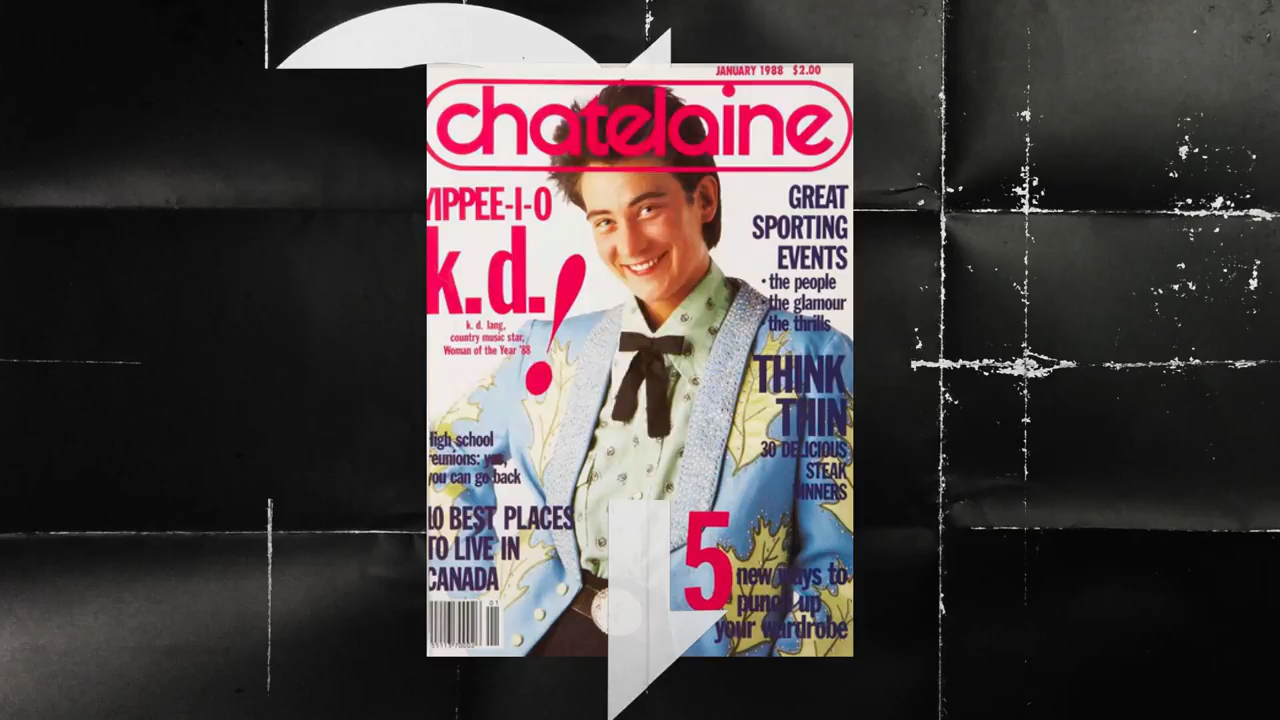 JANUARY 1988 $2.00
chatelaine
YIPPEE-I-O
k.d.!
k. d. lang,
country music star,
Woman of the Year '88
High school
reunions: yes,
you can go back
10 BEST PLACES
TO LIVE IN
CANADA
GREAT
SPORTING
EVENTS
• the people
• the glamour
• the thrills
THINK
THIN
30 DELICIOUS
STEAK
DINNERS
5 new ways to
punch up
your wardrobe
01